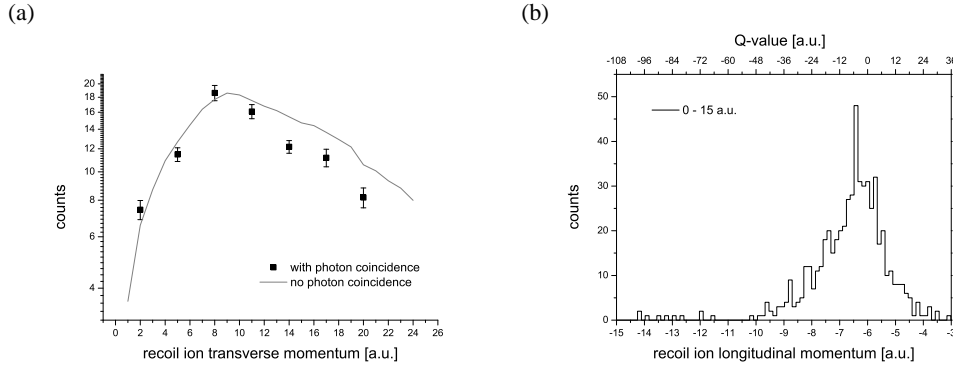 (a)
20
18
16
14
12
10
8
6
4
counts
with photon coincidence
no photon coincidence
0 2 4 6 8 10 12 14 16 18 20 22 24 26
recoil ion transverse momentum [a.u.]
(b)
Q-value [a.u.]
-108 -96 -84 -72 -60 -48 -36 -24 -12 0 12 24 36
0 - 15 a.u.
50
40
30
20
10
0
counts
-15 -14 -13 -12 -11 -10 -9 -8 -7 -6 -5 -4 -3
recoil ion longitudinal momentum [a.u.]